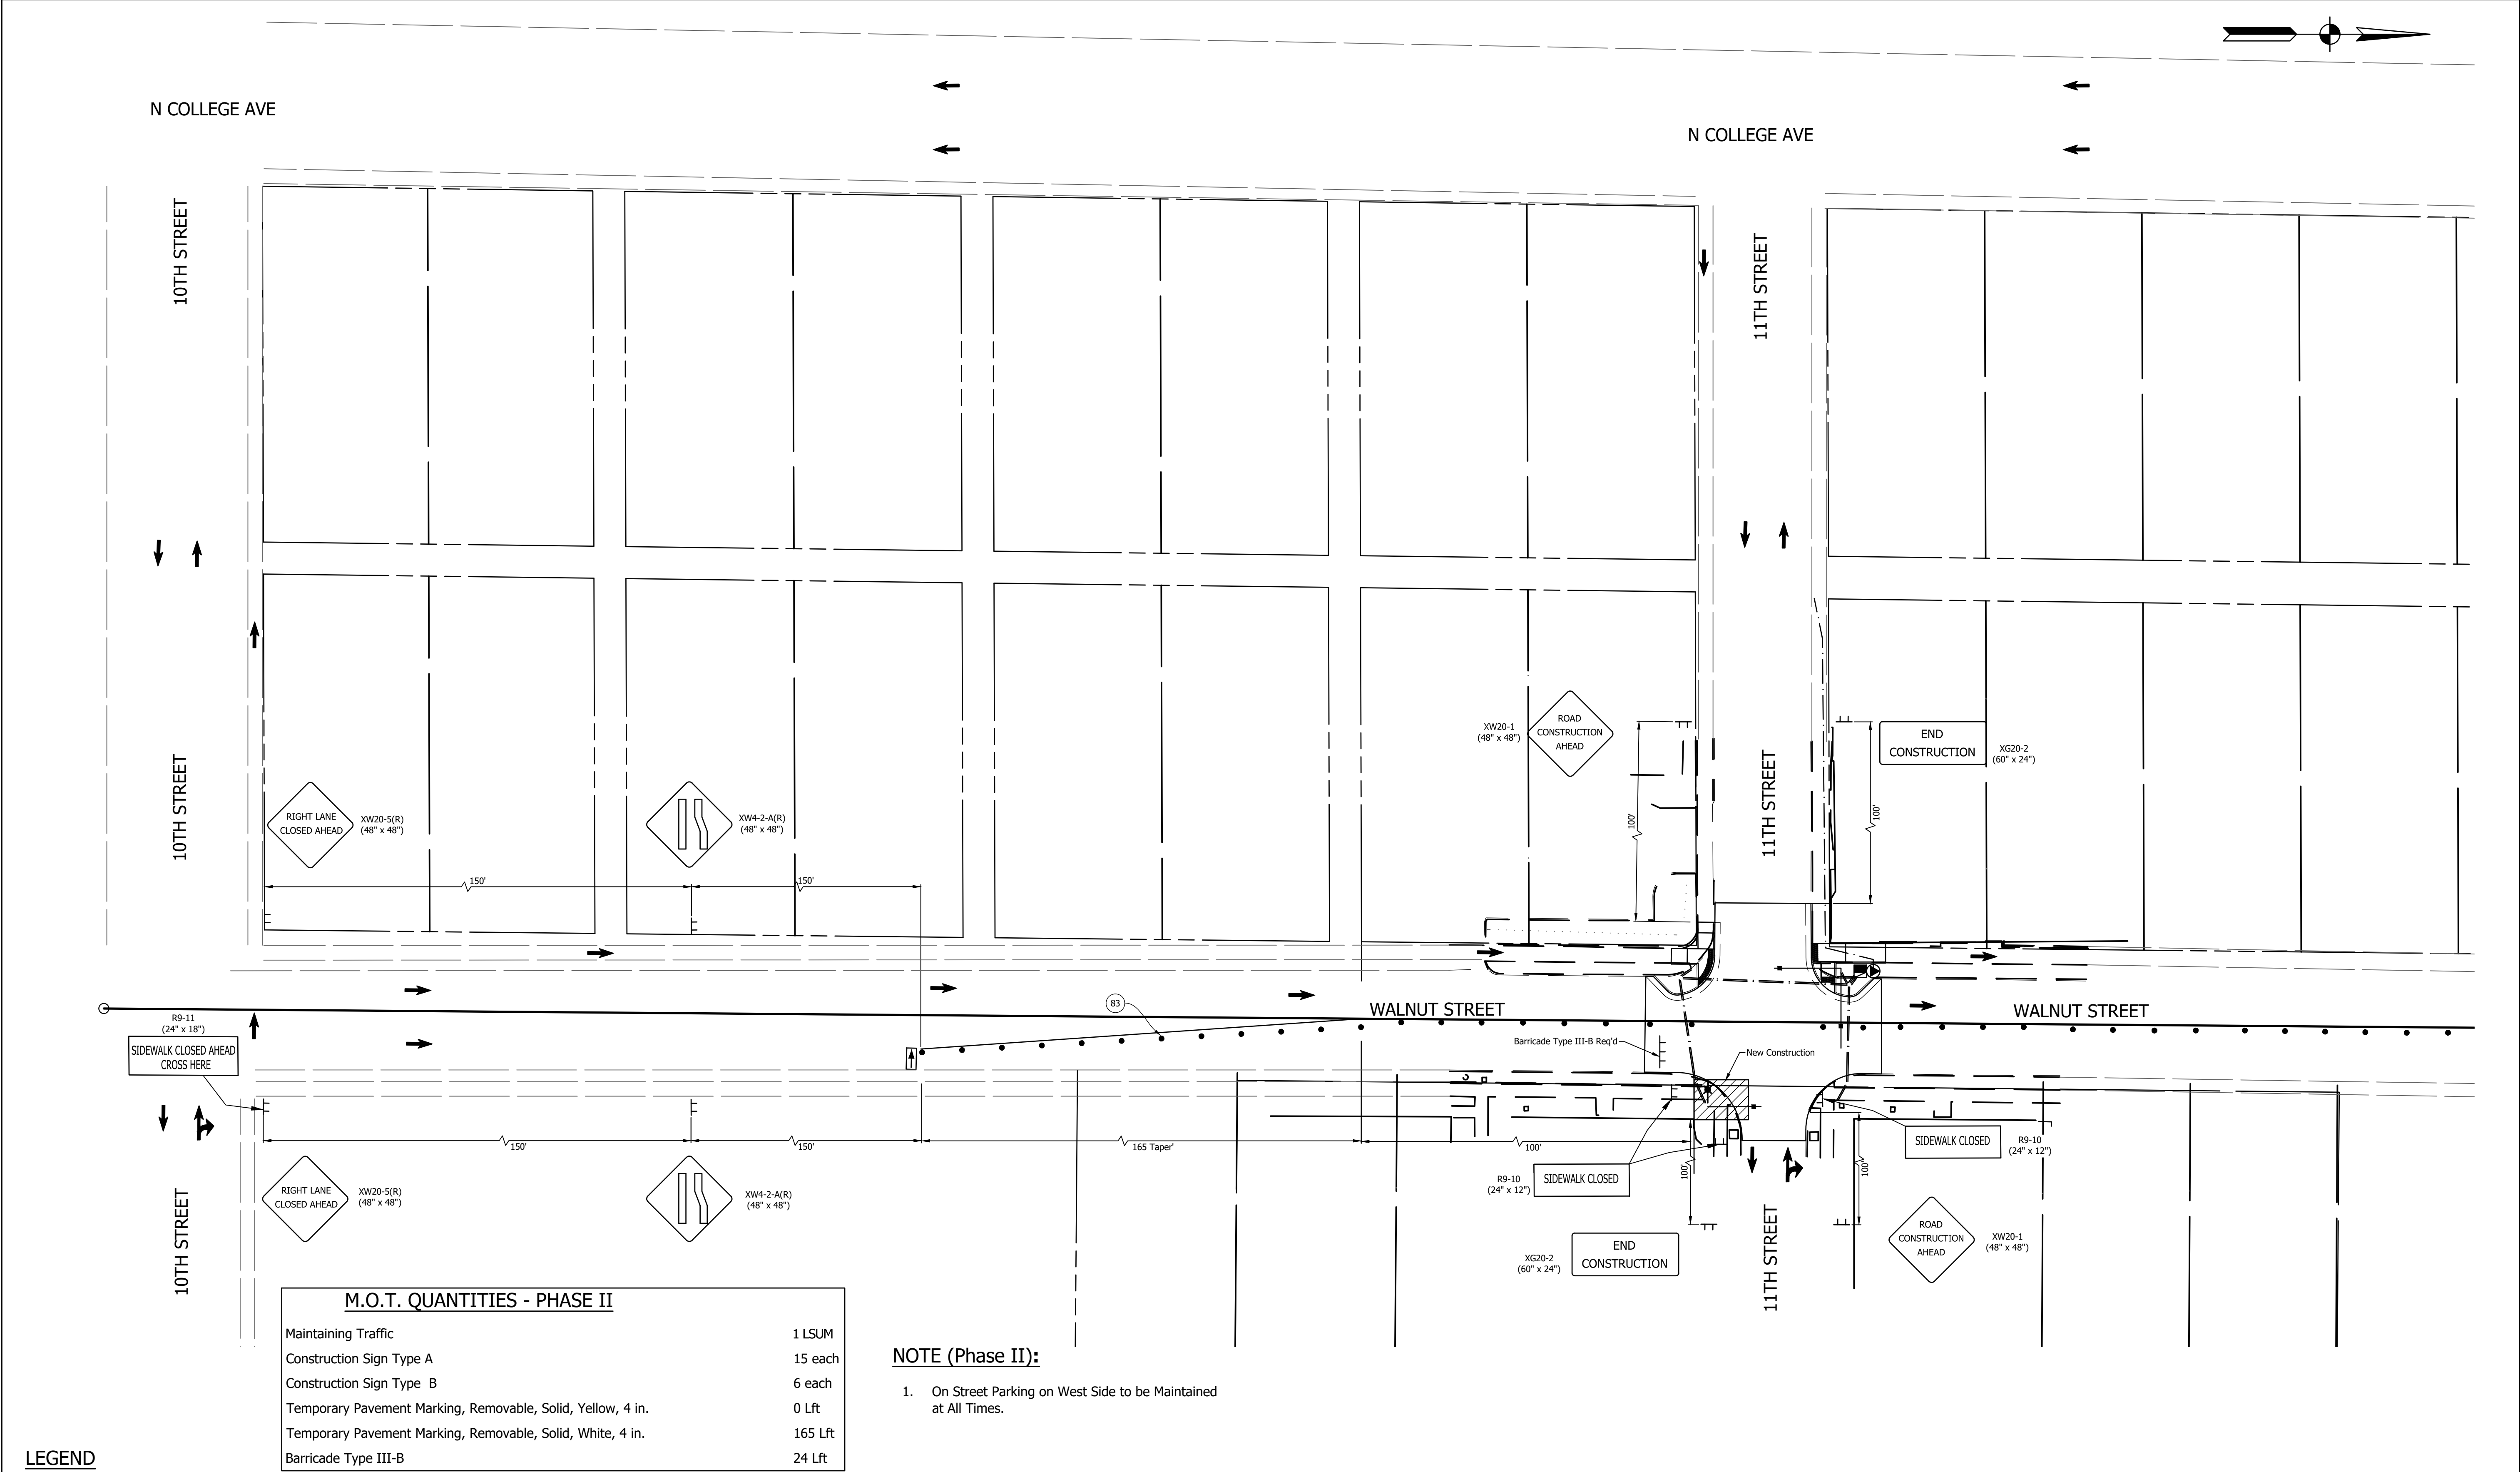 N COLLEGE AVE
N COLLEGE AVE
10TH STREET
11TH STREET
10TH STREET
11TH STREET
XW20-1
(48" x 48")
ROAD
CONSTRUCTION
AHEAD
END
CONSTRUCTION
XG20-2
(60" x 24")
100'
100'
RIGHT LANE
CLOSED AHEAD
XW20-5(R)
(48" x 48")
XW4-2-A(R)
(48" x 48")
150'
150'
83
WALNUT STREET
WALNUT STREET
R9-11
(24" x 18")
SIDEWALK CLOSED AHEAD
CROSS HERE
Barricade Type III-B Req'd
New Construction
150'
150'
165 Taper'
100'
100'
100'
R9-10
(24" x 12")
SIDEWALK CLOSED
SIDEWALK CLOSED
R9-10
(24" x 12")
10TH STREET
RIGHT LANE
CLOSED AHEAD
XW20-5(R)
(48" x 48")
XW4-2-A(R)
(48" x 48")
XG20-2
(60" x 24")
END
CONSTRUCTION
11TH STREET
ROAD
CONSTRUCTION
AHEAD
XW20-1
(48" x 48")
M.O.T. QUANTITIES - PHASE II
Maintaining Traffic 1 LSUM
Construction Sign Type A 15 each
Construction Sign Type B 6 each
Temporary Pavement Marking, Removable, Solid, Yellow, 4 in. 0 Lft
Temporary Pavement Marking, Removable, Solid, White, 4 in. 165 Lft
Barricade Type III-B 24 Lft
NOTE (Phase II):
1. On Street Parking on West Side to be Maintained
at All Times.
LEGEND